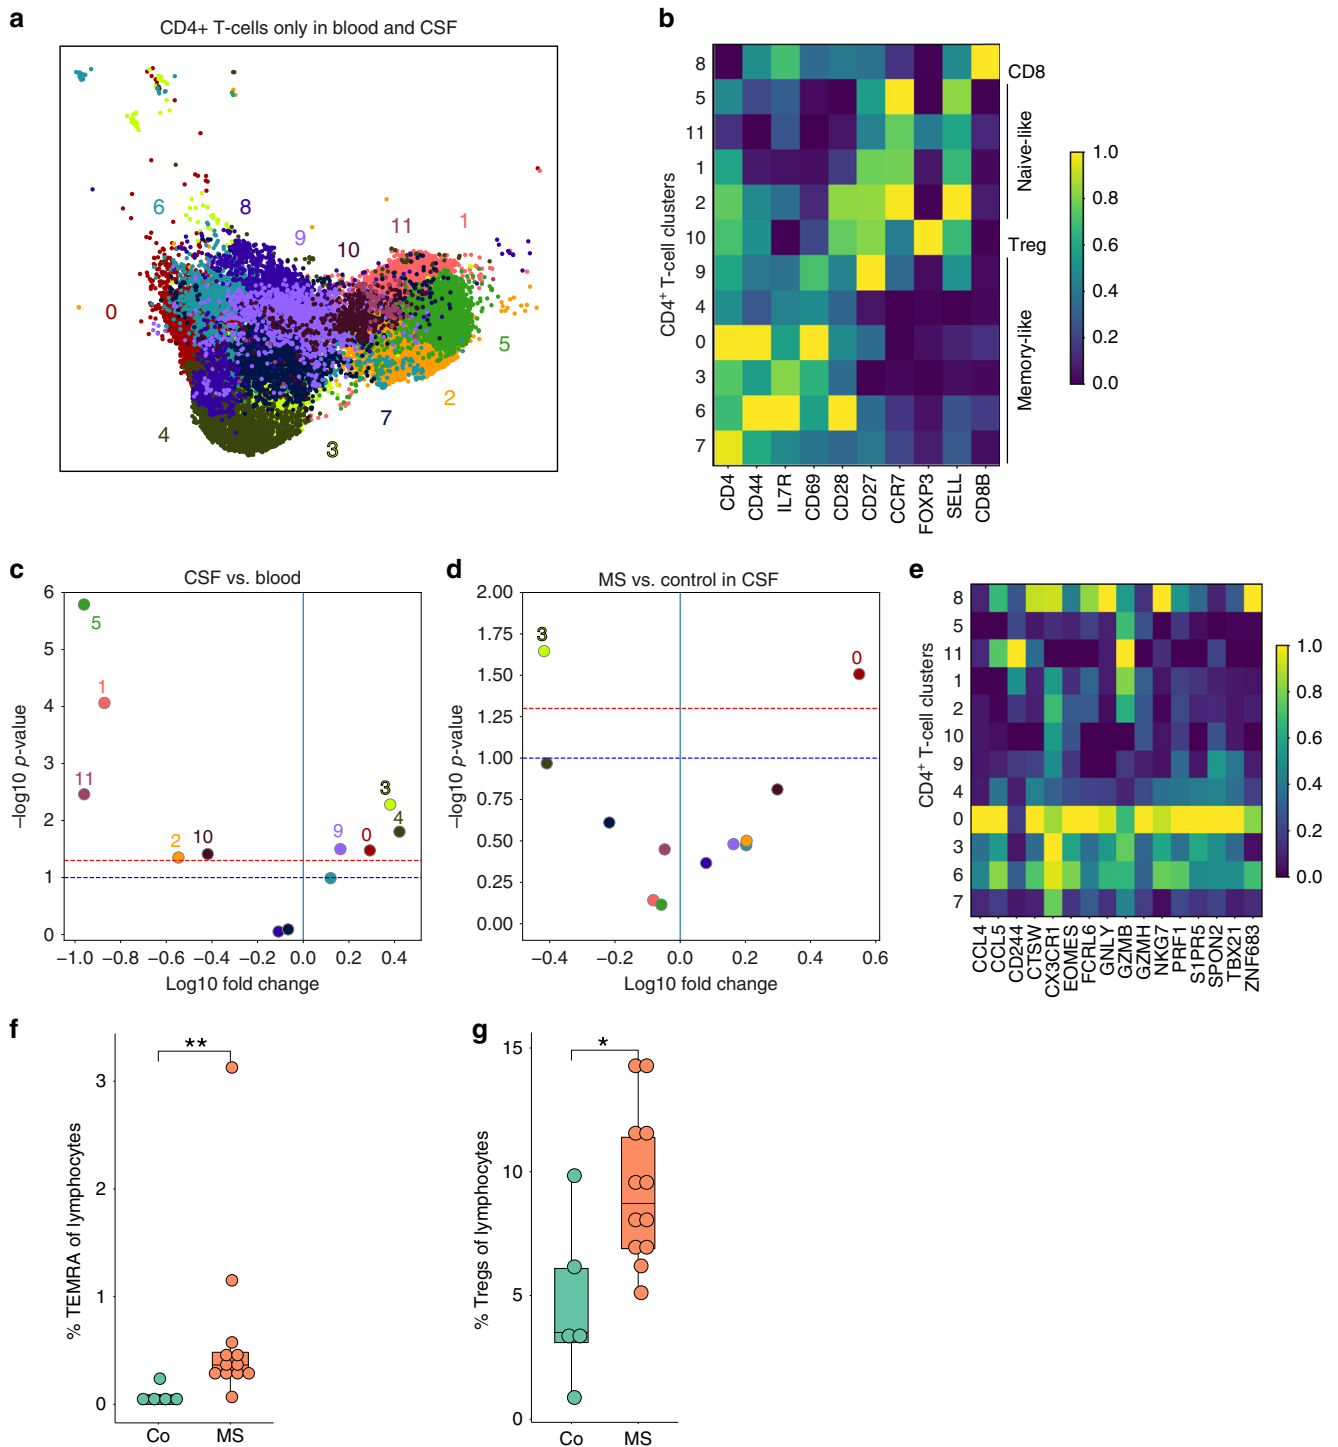 a
CD4+ T-cells only in blood and CSF
6
8
9
10
11
1
0
5
2
7
4
3
b
CD4+ T-cell clusters
8
5
11
1
2
10
9
4
0
3
6
7
CD8
Naive-like
Treg
Memory-like
CD4
CD44
IL7R
CD69
CD28
CD27
CCR7
FOXP3
SELL
CD8B
1.0
0.8
0.6
0.4
0.2
0.0
c
CSF vs. blood
–log10 p-value
6
5
4
3
2
1
0
5
1
11
2
10
9
0
3
4
–1.0 –0.8 –0.6 –0.4 –0.2 0.0 0.2 0.4
Log10 fold change
d
MS vs. control in CSF
–log10 p-value
2.00
1.75
1.50
1.25
1.00
0.75
0.50
0.25
0.00
3
0
–0.4 –0.2 0.0 0.2 0.4 0.6
Log10 fold change
e
CD4+ T-cell clusters
8
5
11
1
2
10
9
4
0
3
6
7
CCL4
CCL5
CD244
CTSW
CX3CR1
EOMES
FCRL6
GNLY
GZMB
GZMH
NKG7
PRF1
S1PR5
SPON2
TBX21
ZNF683
1.0
0.8
0.6
0.4
0.2
0.0
f
% TEMRA of lymphocytes
3
2
1
0
**
Co MS
g
% Tregs of lymphocytes
15
10
5
0
*
Co MS